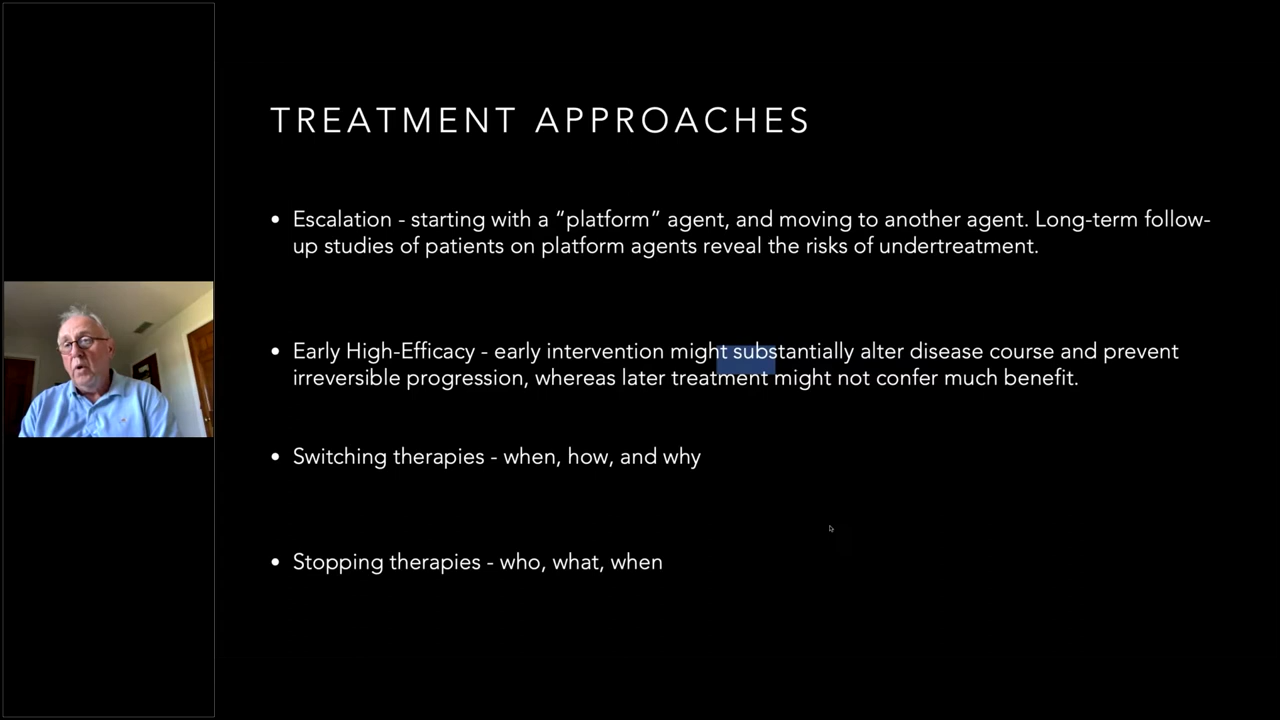 TREATMENT APPROACHES
• Escalation - starting with a “platform” agent, and moving to another agent. Long-term follow-
up studies of patients on platform agents reveal the risks of undertreatment.
• Early High-Efficacy - early intervention might substantially alter disease course and prevent
irreversible progression, whereas later treatment might not confer much benefit.
• Switching therapies - when, how, and why
• Stopping therapies - who, what, when